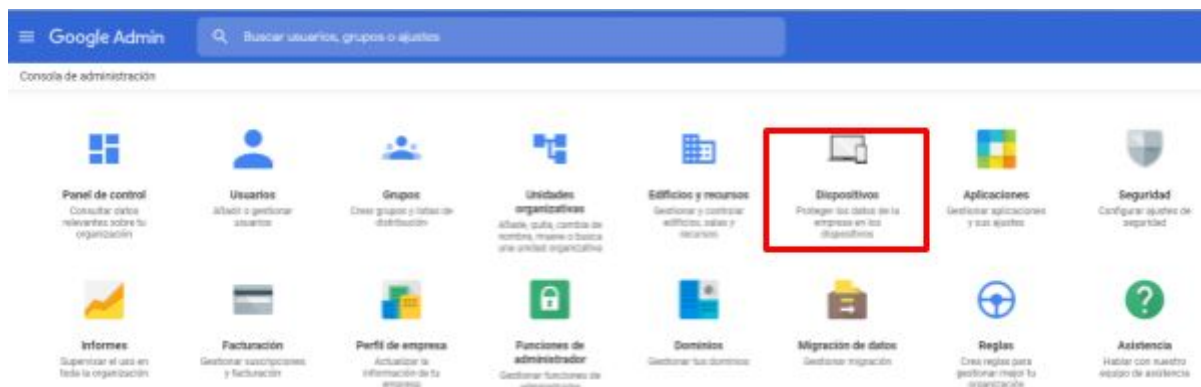 Google Admin
Buscar usuarios, grupos o ajustes
Consola de administración
Panel de control
Consultar datos
relevantes sobre tu
organización
Usuarios
Añadir o gestionar
usuarios
Grupos
Crear grupos y listas de
distribución
Unidades
organizativas
Añade, quita, cambia de
nombre, mueve o busca
una unidad organizativa
Edificios y recursos
Gestionar y controlar
edificios, salas y
recursos
Dispositivos
Proteger los datos de la
empresa en los
dispositivos
Aplicaciones
Gestionar aplicaciones
y sus ajustes
Seguridad
Configurar ajustes de
seguridad
Informes
Supervisar el uso en
toda la organización
Facturación
Gestionar suscripciones
y facturación
Perfil de empresa
Actualizar la
información de tu
empresa
Funciones de
administrador
Gestionar funciones de
Dominios
Gestionar tus dominios
Migración de datos
Gestionar migración
Reglas
Crea reglas para
gestionar mejor tu
organización
Asistencia
Hablar con nuestro
equipo de asistencia